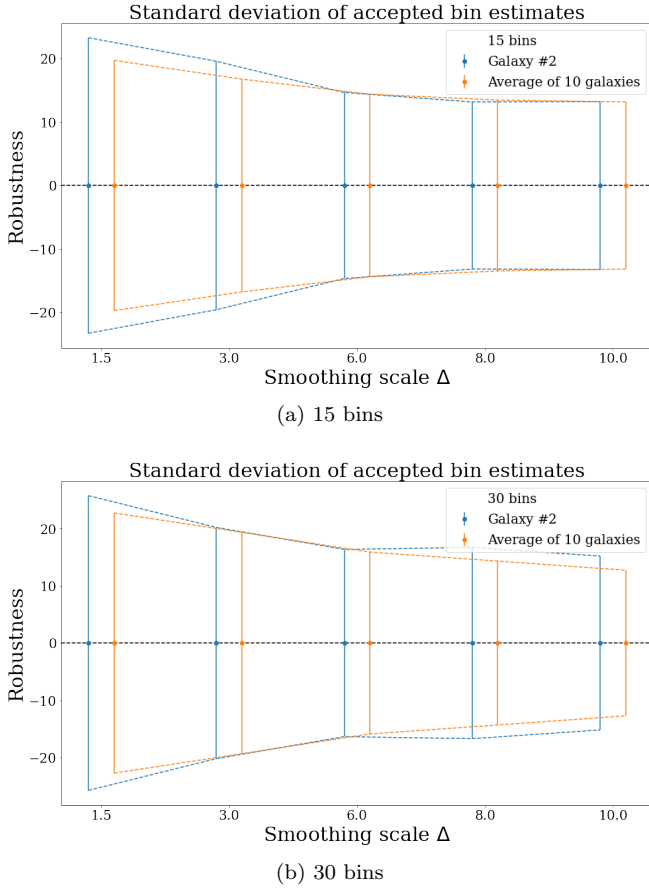 Standard deviation of accepted bin estimates
15 bins
Galaxy #2
Average of 10 galaxies
20
10
0
−10
−20
Robustness
1.5 3.0 6.0 8.0 10.0
Smoothing scale Δ
(a) 15 bins
Standard deviation of accepted bin estimates
30 bins
Galaxy #2
Average of 10 galaxies
20
10
0
−10
−20
Robustness
1.5 3.0 6.0 8.0 10.0
Smoothing scale Δ
(b) 30 bins